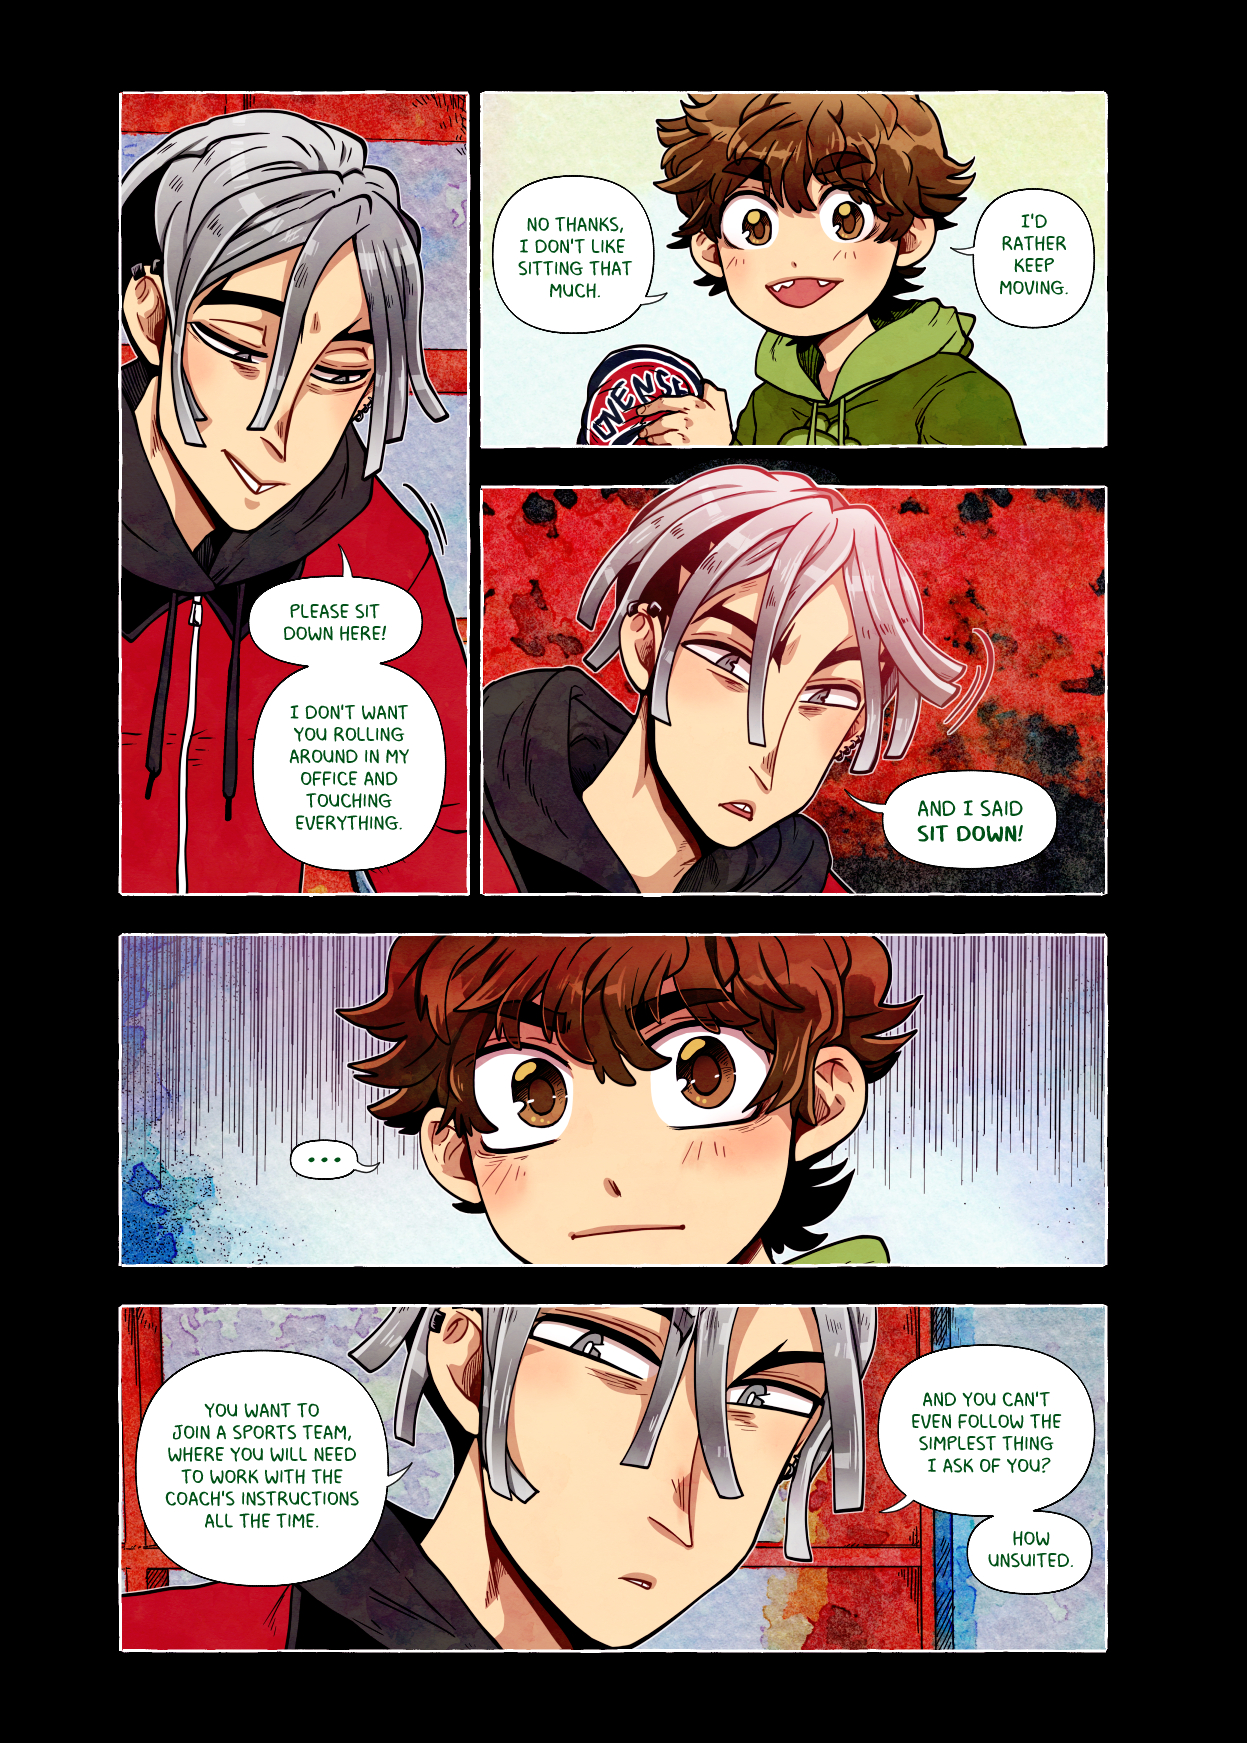 PLEASE SIT
DOWN HERE!
I DON'T WANT
YOU ROLLING
AROUND IN MY
OFFICE AND
TOUCHING
EVERYTHING.
NO THANKS,
I DON'T LIKE
SITTING THAT
MUCH.
I'D
RATHER
KEEP
MOVING.
AND I SAID
SIT DOWN!
...
YOU WANT TO
JOIN A SPORTS TEAM,
WHERE YOU WILL NEED
TO WORK WITH THE
COACH'S INSTRUCTIONS
ALL THE TIME.
AND YOU CAN'T
EVEN FOLLOW THE
SIMPLEST THING
I ASK OF YOU?
HOW
UNSUITED.